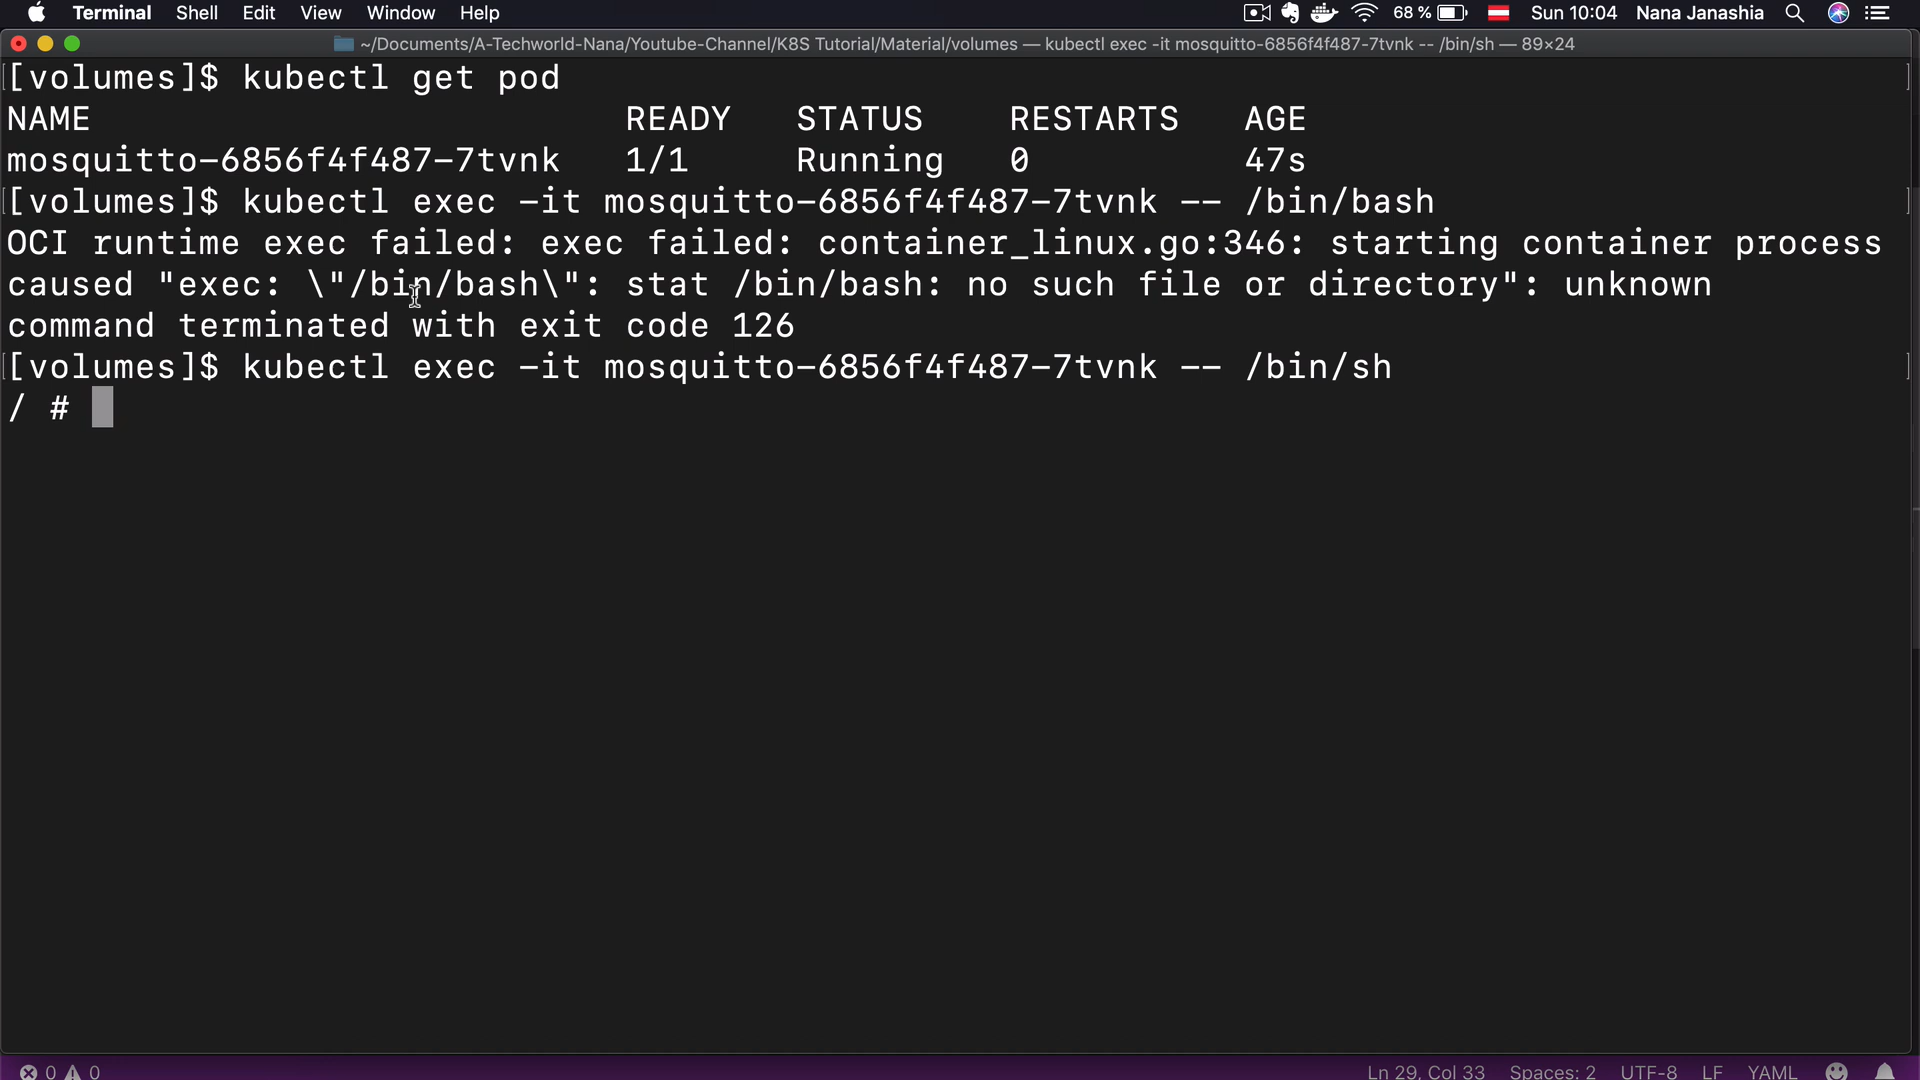 Terminal Shell Edit View Window Help 68 % Sun 10:04 Nana Janashia
~/Documents/A-Techworld-Nana/Youtube-Channel/K8S Tutorial/Material/volumes — kubectl exec -it mosquitto-6856f4f487-7tvnk -- /bin/sh — 89×24
[[volumes]$ kubectl get pod ]
NAME READY STATUS RESTARTS AGE
mosquitto-6856f4f487-7tvnk 1/1 Running 0 47s
[[volumes]$ kubectl exec -it mosquitto-6856f4f487-7tvnk -- /bin/bash ]
OCI runtime exec failed: exec failed: container_linux.go:346: starting container process
caused "exec: \"/bin/bash\": stat /bin/bash: no such file or directory": unknown
command terminated with exit code 126
[[volumes]$ kubectl exec -it mosquitto-6856f4f487-7tvnk -- /bin/sh ]
/ #
0 0 Ln 29, Col 33 Spaces: 2 UTF-8 LF YAML